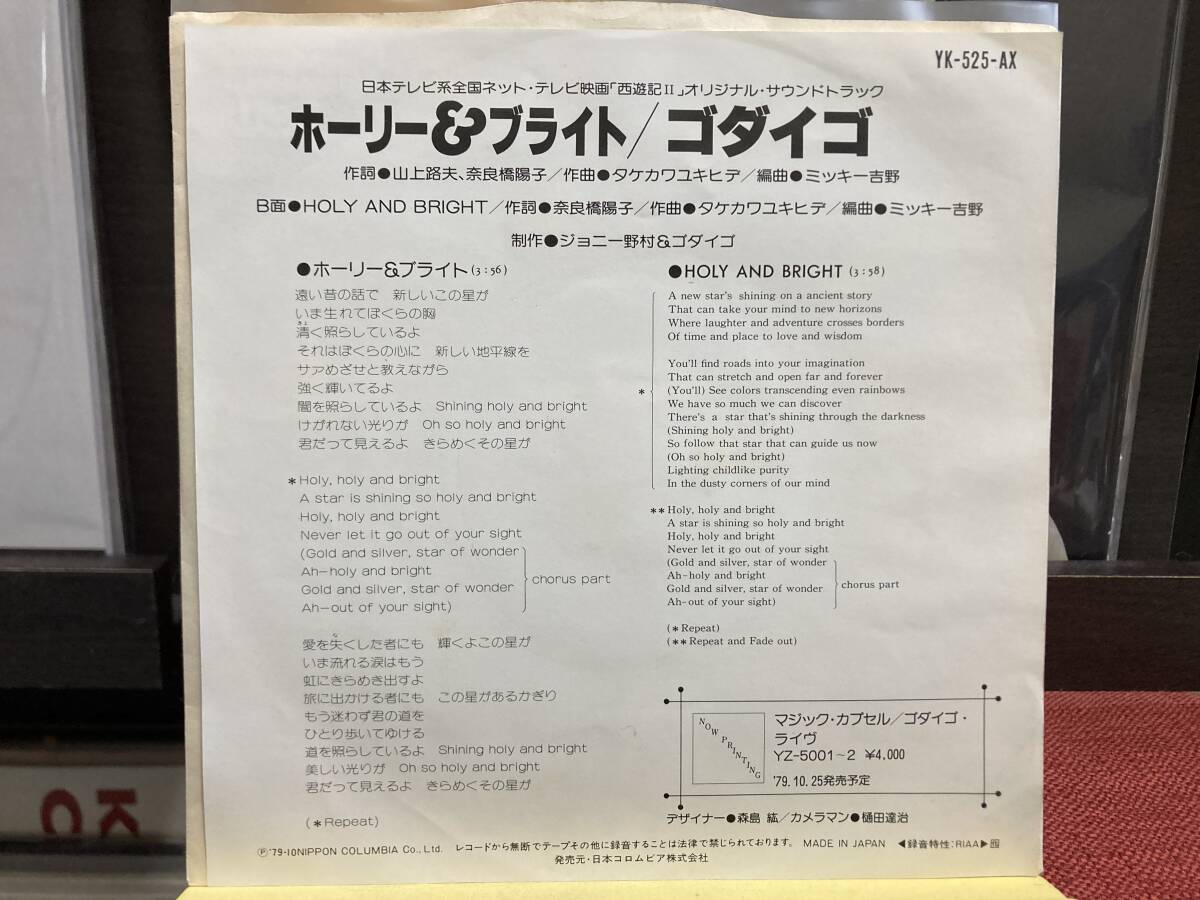 YK-525-AX
日本テレビ系全国ネット・テレビ映画「西遊記II」オリジナル・サウンドトラック
ホーリー&ブライト/ゴダイゴ
作詞●山上路夫、奈良橋陽子/作曲●タケカワユキヒデ/編曲●ミッキー吉野
B面●HOLY AND BRIGHT/作詞●奈良橋陽子/作曲●タケカワユキヒデ/編曲●ミッキー吉野
制作●ジョニー野村&ゴダイゴ
●ホーリー&ブライト(3:56)
遠い昔の話で 新しいこの星が
いま生れてぼくらの胸
清く照らしているよ
それはぼくらの心に 新しい地平線を
サァめざせと教えながら
強く輝いてるよ
闇を照らしているよ Shining holy and bright
けがれない光りが Oh so holy and bright
君だって見えるよ きらめくその星が
*Holy, holy and bright
A star is shining so holy and bright
Holy, holy and bright
Never let it go out of your sight
(Gold and silver, star of wonder
Ah-holy and bright
Gold and silver, star of wonder
Ah-out of your sight)
chorus part
愛を失くした者にも 輝くよこの星が
いま流れる涙はもう
虹にきらめき出すよ
旅に出かける者にも この星があるかぎり
もう迷わず君の道を
ひとり歩いてゆける
道を照らしているよ Shining holy and bright
美しい光りが Oh so holy and bright
君だって見えるよ きらめくその星が
(*Repeat)
●HOLY AND BRIGHT (3:58)
A new star's shining on a ancient story
That can take your mind to new horizons
Where laughter and adventure crosses borders
Of time and place to love and wisdom
You'll find roads into your imagination
That can stretch and open far and forever
*(You'll) See colors transcending even rainbows
We have so much we can discover
There's a star that's shining through the darkness
(Shining holy and bright)
So follow that star that can guide us now
(Oh so holy and bright)
Lighting childlike purity
In the dusty corners of our mind
**Holy, holy and bright
A star is shining so holy and bright
Holy, holy and bright
Never let it go out of your sight
(Gold and silver, star of wonder
Ah-holy and bright
Gold and silver, star of wonder
Ah-out of your sight)
chorus part
(*Repeat)
(**Repeat and Fade out)
NOW PRINTING
マジック・カプセル/ゴダイゴ・
ライヴ
YZ-5001~2 ¥4,000
'79.10.25発売予定
デザイナー●森島 紘/カメラマン●樋田達治
Ⓟ'79-10NIPPON COLUMBIA Co., Ltd. レコードから無断でテープその他に録音することは法律で禁じられております。 MADE IN JAPAN ◀録音特性:RIAA▶
発売元・日本コロムビア株式会社